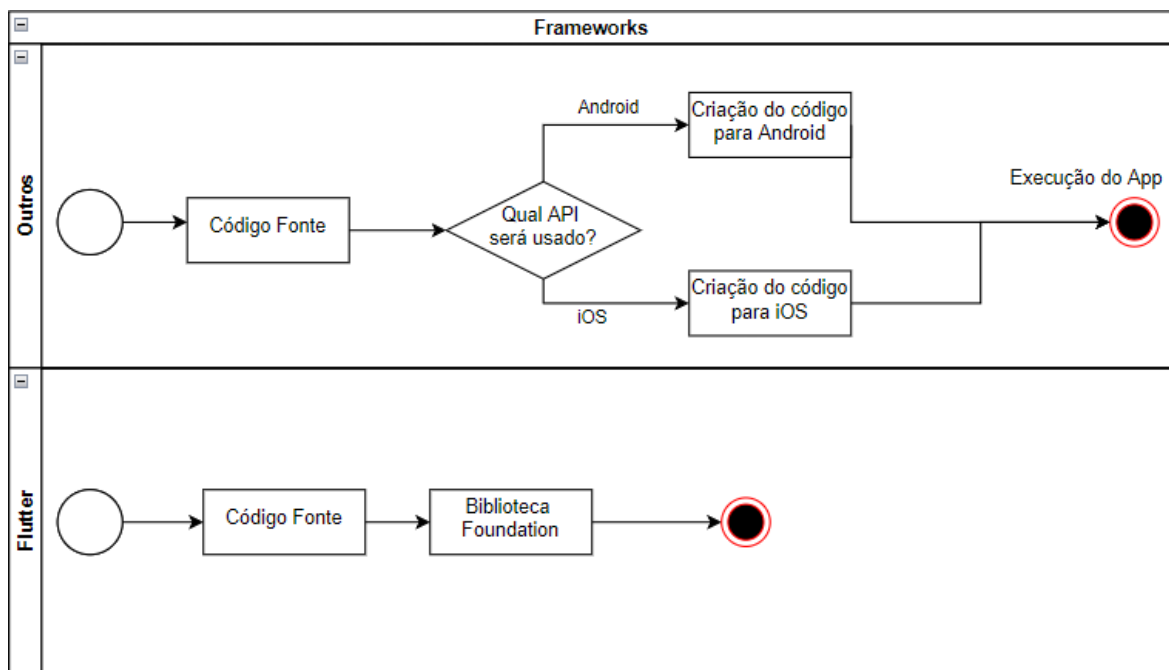 Frameworks
Outros
Código Fonte
Qual API
será usado?
Android
iOS
Criação do código
para Android
Criação do código
para iOS
Execução do App
Flutter
Código Fonte
Biblioteca
Foundation